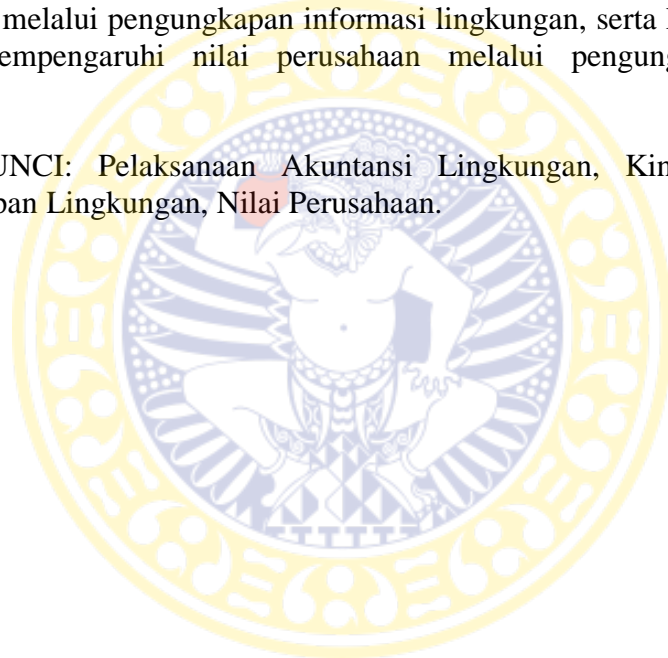 melalui pengungkapan informasi lingkungan, serta
empengaruhi nilai perusahaan melalui pengung
UNCI: Pelaksanaan Akuntansi Lingkungan, Kin
pan Lingkungan, Nilai Perusahaan.